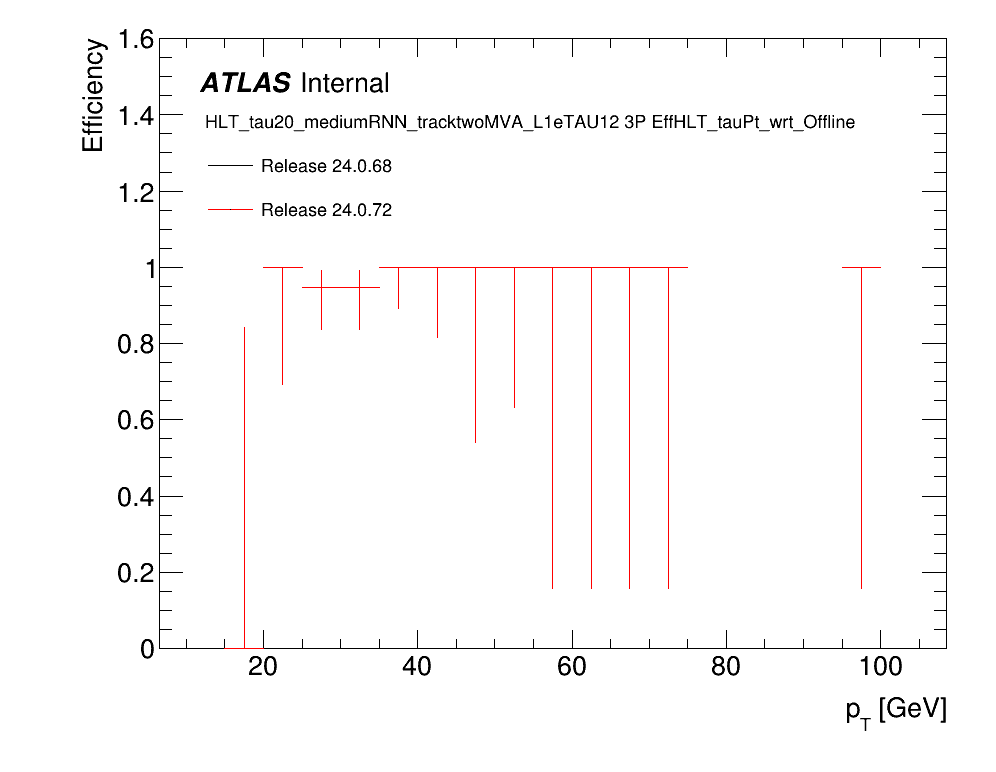 1.6
1.4
1.2
1
0.8
0.6
0.4
0.2
0
Efficiency
ATLAS Internal
HLT_tau20_mediumRNN_tracktwoMVA_L1eTAU12 3P EffHLT_tauPt_wrt_Offline
Release 24.0.68
Release 24.0.72
20 40 60 80 100
p_T [GeV]